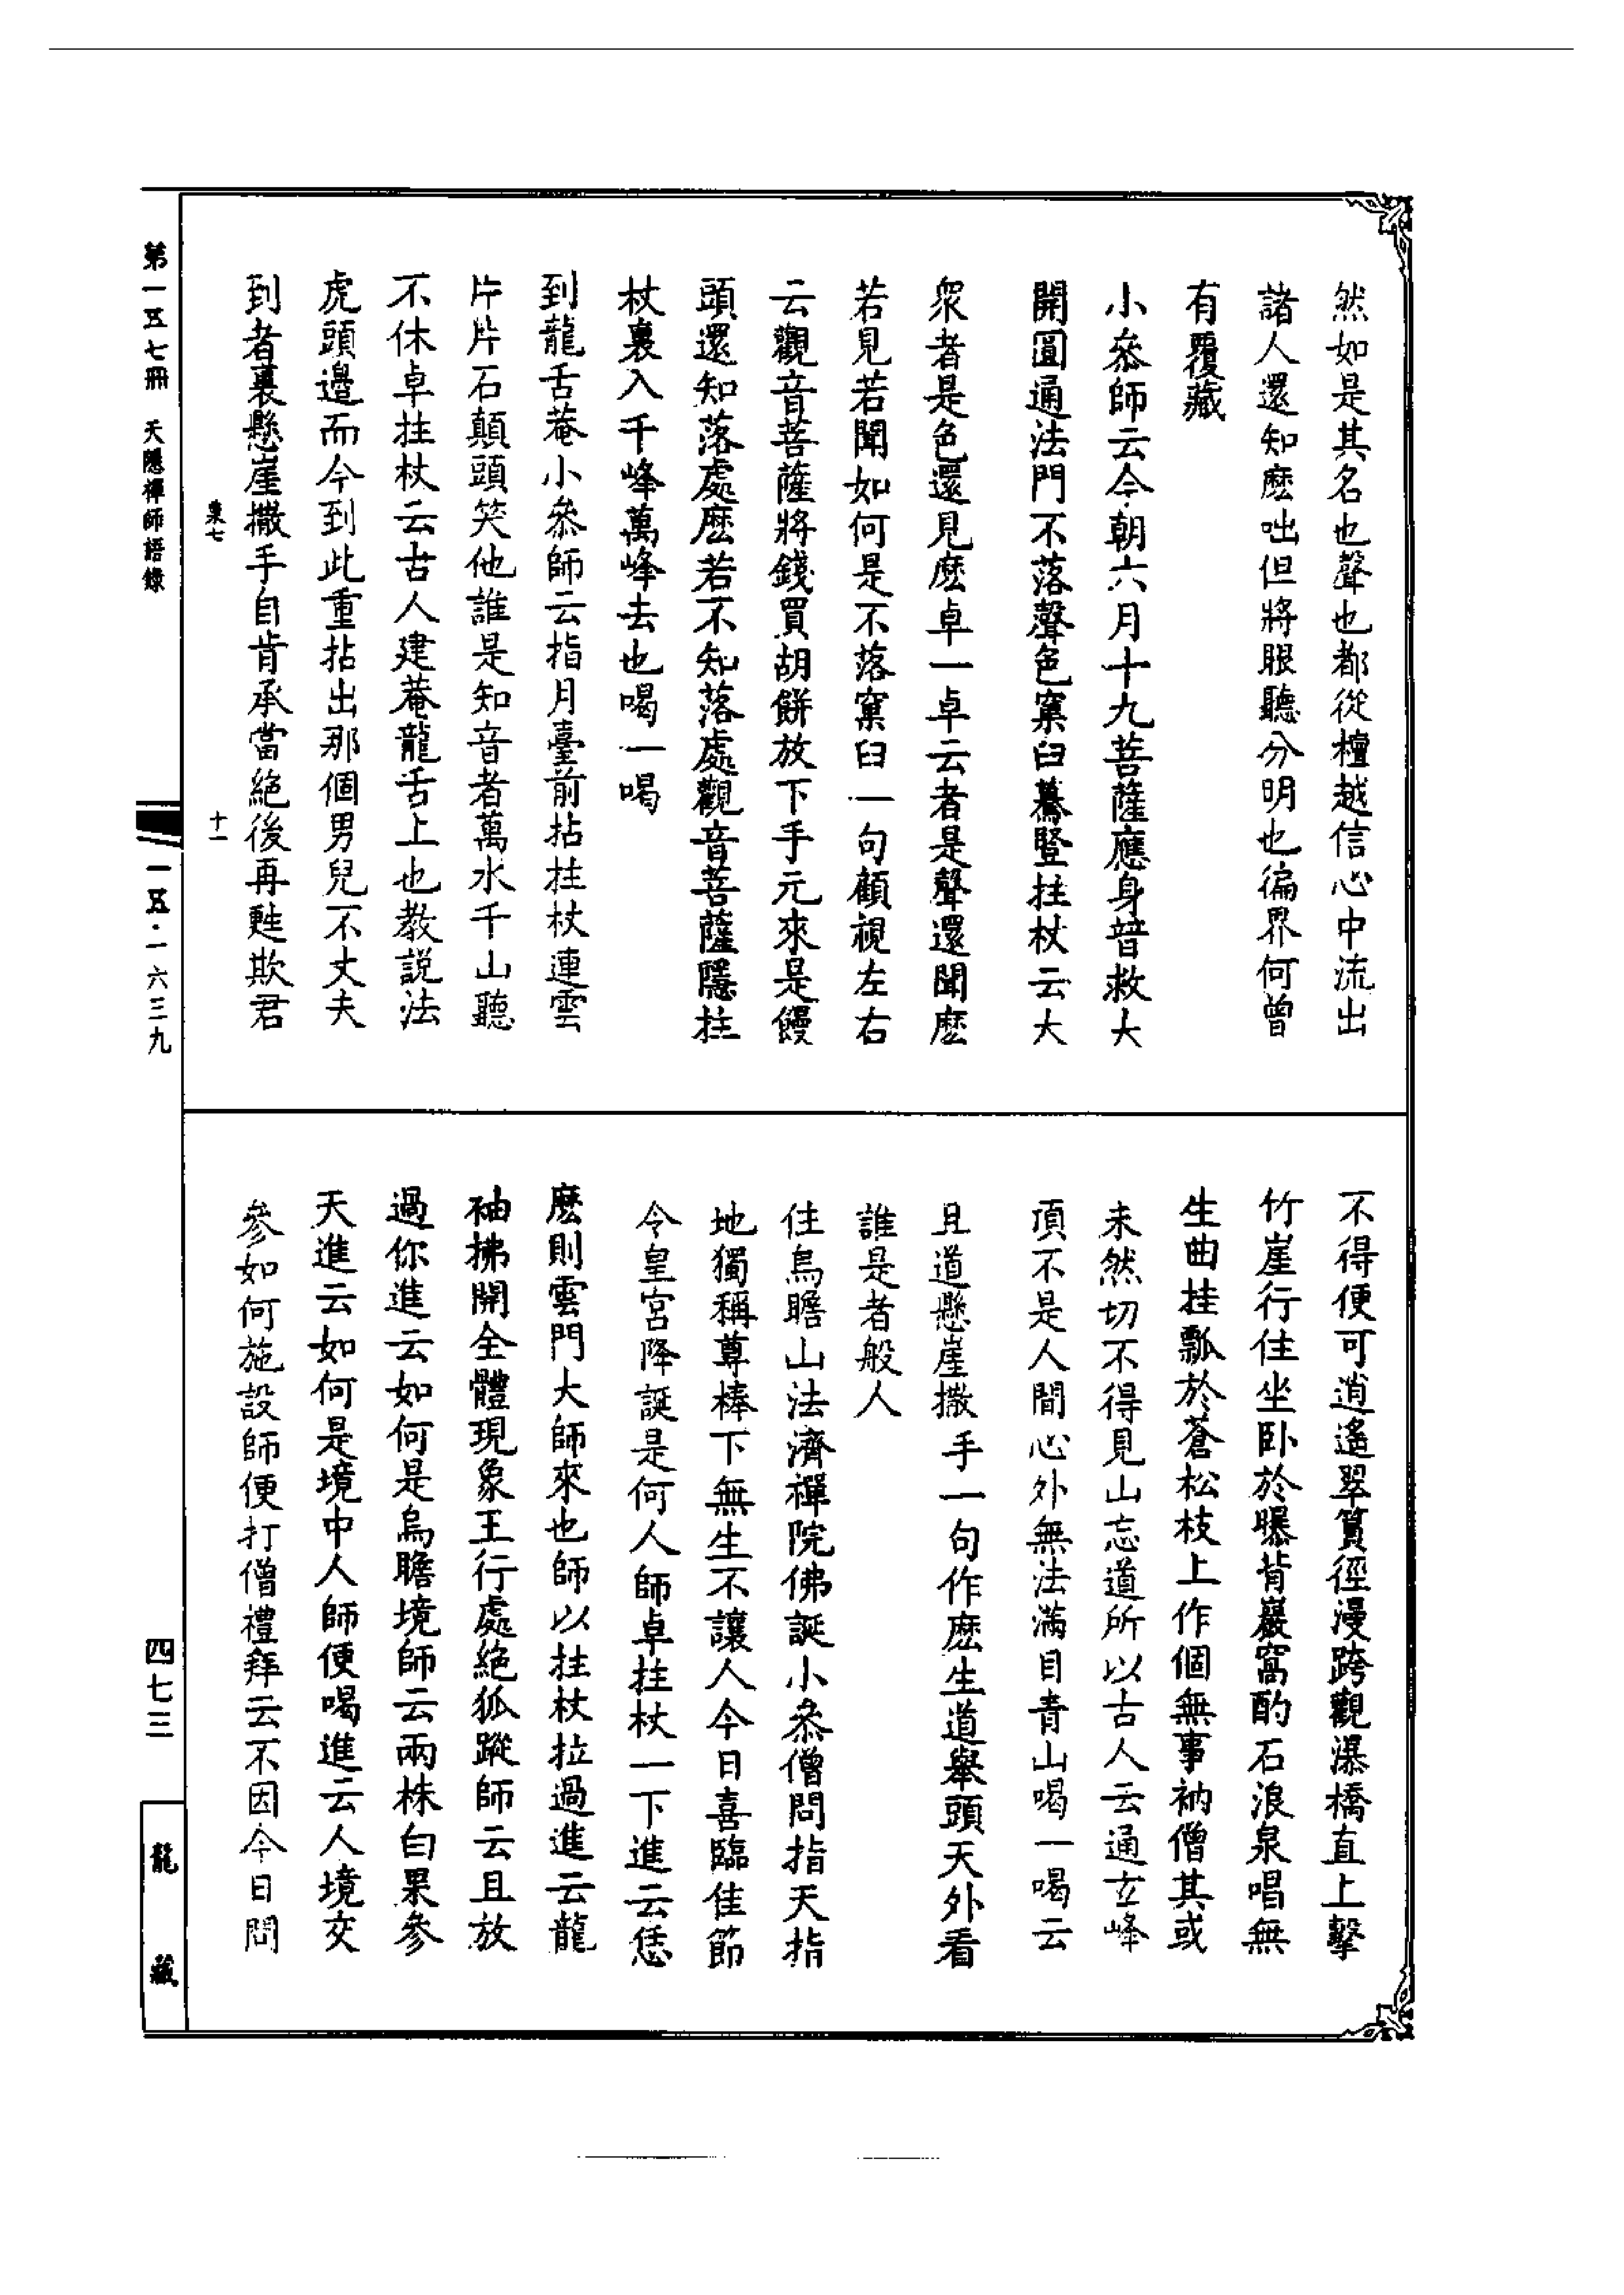 然如是其名也聲也都從檀越信心中流出
諸人還知麽咄但將眼聽分明也徧界何曾
有覆藏
小叅師云今朝六月十九菩薩應身音救大
開圓通法門不落聲色窠臼驀豎拄杖云大
衆者是色還見麽卓一卓云者是聲還聞麽
若見若聞如何是不落窠臼一句顧視左右
云觀音菩薩將錢買胡餅放下手元來是饅
頭還知落處麽若不知落處觀音菩薩隱拄
杖裏入千峰萬峰去也喝一喝
到龍舌菴小叅師云指月臺前拈拄杖連雲
片片石顛頭笑他誰是知音者萬水千山聽
不休卓拄杖云古人建菴龍舌上也教説法
虎頭邉而今到此重拈出那個男兒不丈夫
到者裏懸崖撒手自肯承當絕後再甦欺君
不得便可逍遙翠篔徑漫跨觀瀑橋直上擊
竹崖行住坐卧於曝背巖窩酌石浪泉唱無
生曲挂瓢於蒼松枝上作個無事衲僧其或
未然切不得見山忘道所以古人云通玄峰
頂不是人間心外無法滿目青山喝一喝云
且道懸崖撒手一句作麽生道舉頭天外看
誰是者般人
住烏瞻山法濟禪院佛誕小叅僧問指天指
地獨稱尊棒下無生不讓人今日喜臨佳節
令皇宮降誕是何人師卓拄杖一下進云恁
麽則雲門大師來也師以拄杖拉過進云龍
袖拂開全體現象王行處絕狐蹤師云且放
過你進云如何是烏瞻境師云兩株白果參
天進云如何是境中人師便喝進云人境交
參如何施設師便打僧禮拜云不因今日問
第一五七冊　天隱禪師語錄
十一
一五·一六三九
四七三
龍藏